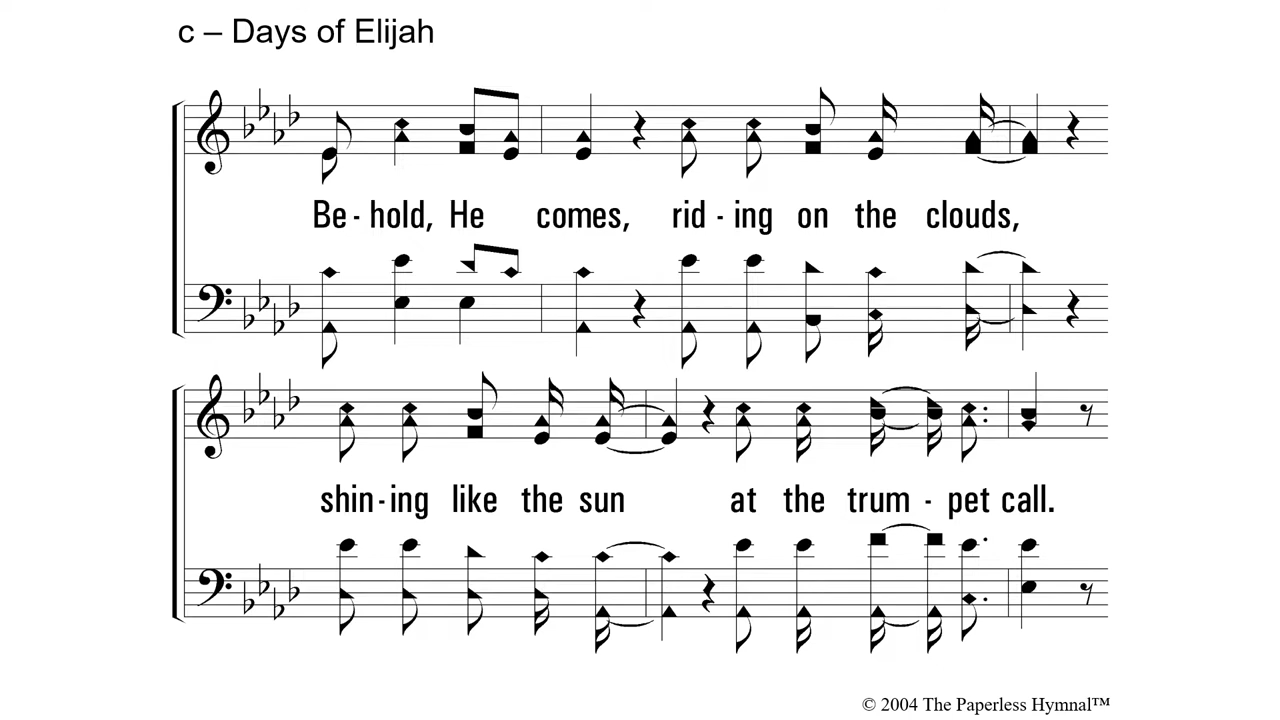 c – Days of Elijah
Be - hold, He comes, rid - ing on the clouds,
shin - ing like the sun at the trum - pet call.
© 2004 The Paperless Hymnal™